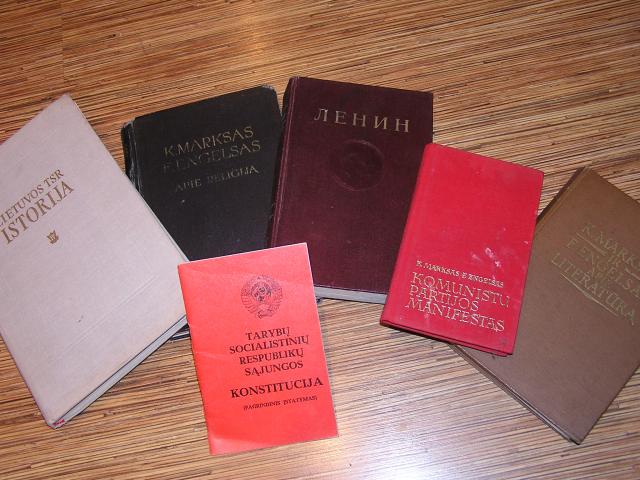 LIETUVOS TSR
ISTORIJA
K. MARKSAS
F. ENGELSAS
APIE RELIGIJĄ
ЛЕНИН
TARYBŲ
SOCIALISTINIŲ
RESPUBLIKŲ
SĄJUNGOS
KONSTITUCIJA
(PAGRINDINIS ĮSTATYMAS)
K. MARKSAS F. ENGELSAS
KOMUNISTŲ
PARTIJOS
MANIFESTAS
K. MARKSAS
F. ENGELSAS
LITERATŪRA